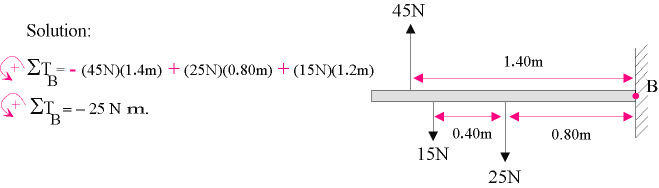 Solution:
+ ΣT_B = - (45N)(1.4m) + (25N)(0.80m) + (15N)(1.2m)
+ ΣT_B = – 25 N m.
45N
1.40m
B
0.40m
0.80m
15N
25N